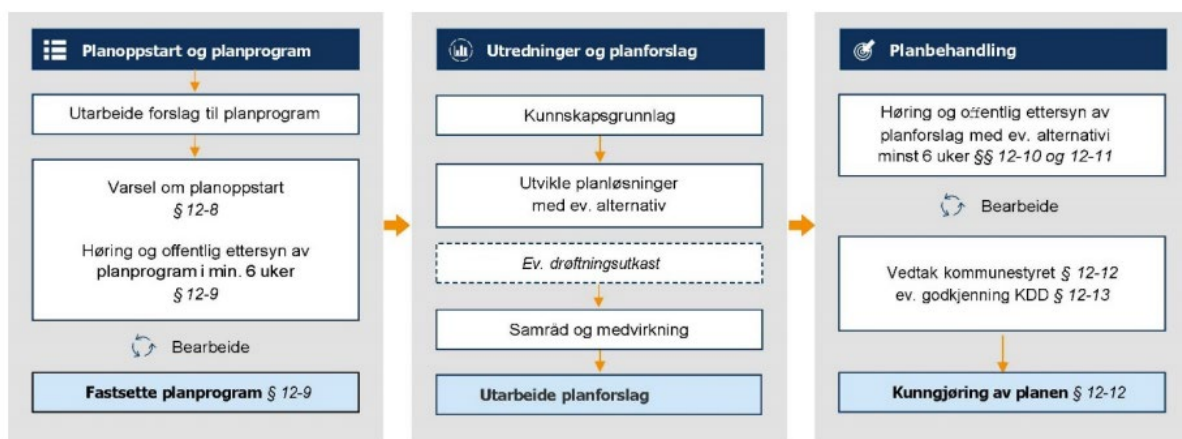 Planoppstart og planprogram
Utarbeide forslag til planprogram
Varsel om planoppstart
§ 12-8
Høring og offentlig ettersyn av
planprogram i min. 6 uker
§ 12-9
Bearbeide
Fastsette planprogram § 12-9
Utredninger og planforslag
Kunnskapsgrunnlag
Utvikle planløsninger
med ev. alternativ
Ev. drøftningsutkast
Samråd og medvirkning
Utarbeide planforslag
Planbehandling
Høring og offentlig ettersyn av
planforslag med ev. alternativi
minst 6 uker §§ 12-10 og 12-11
Bearbeide
Vedtak kommunestyret § 12-12
ev. godkjenning KDD § 12-13
Kunngjøring av planen § 12-12